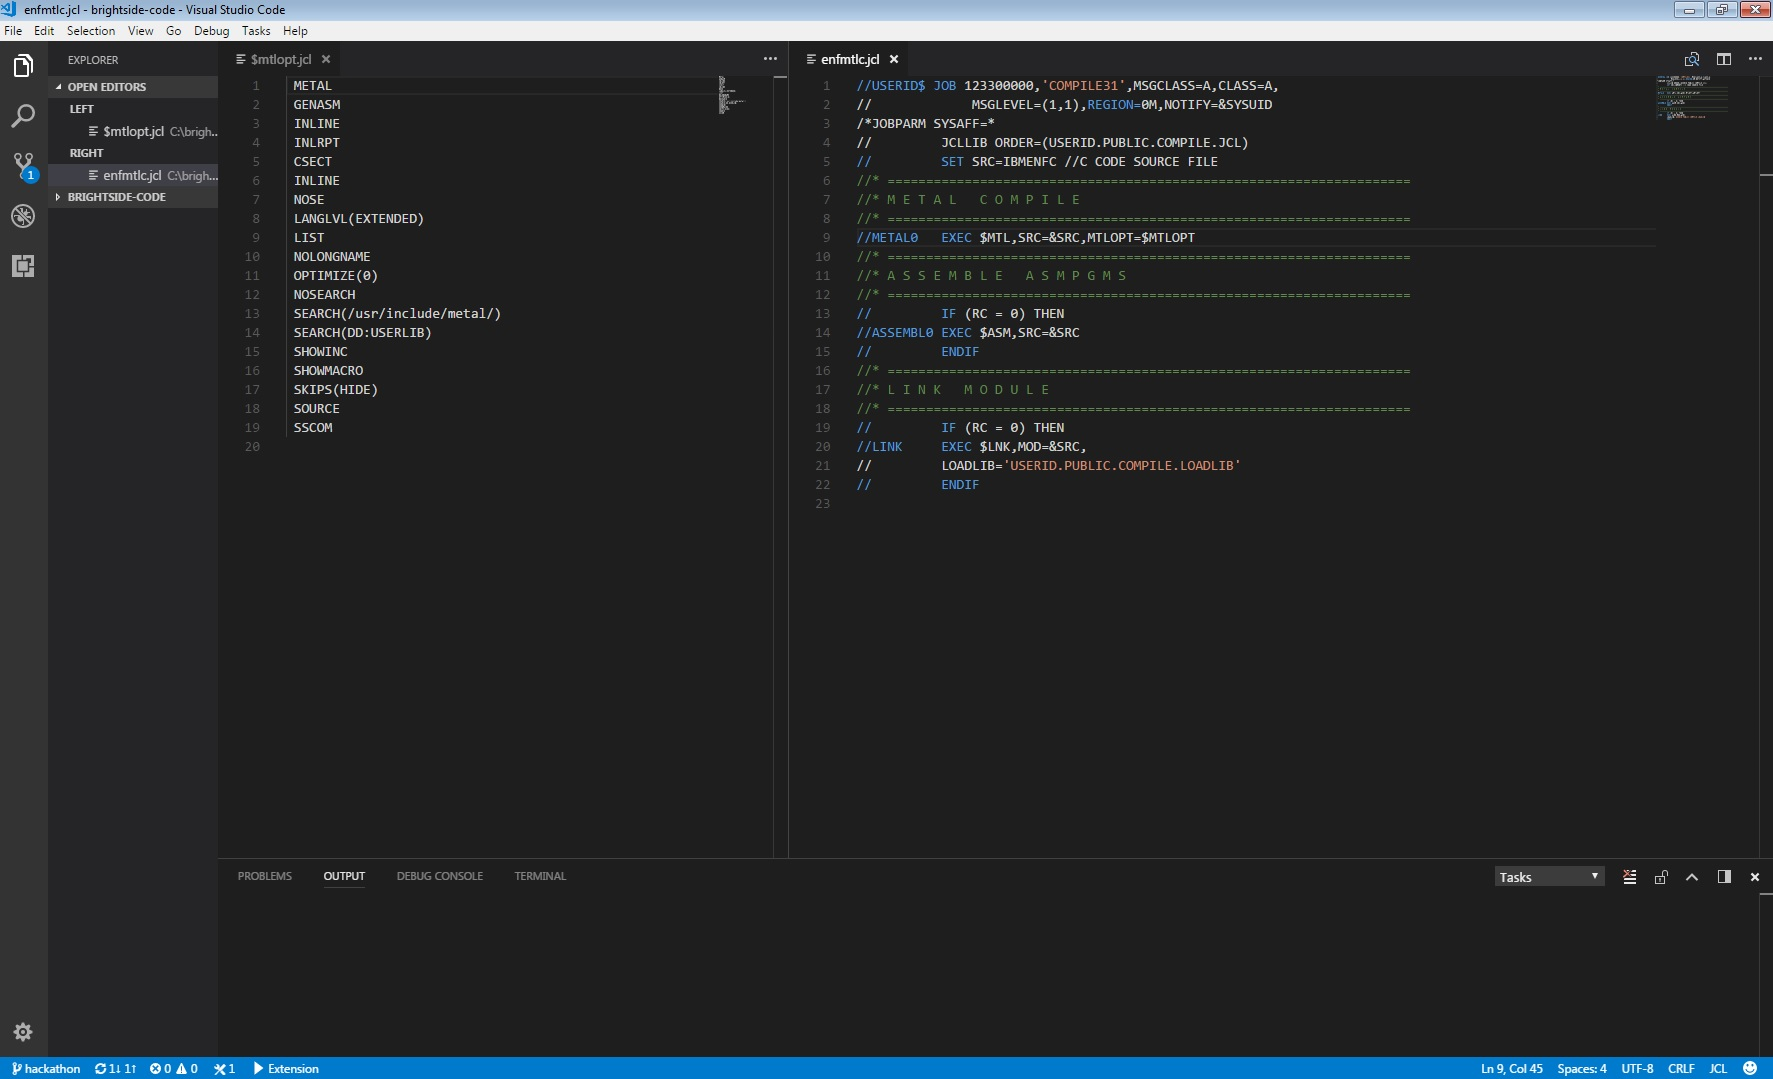 enfmtlc.jcl - brightside-code - Visual Studio Code
File Edit Selection View Go Debug Tasks Help
EXPLORER
OPEN EDITORS
LEFT
$mtlopt.jcl C:\brigh...
RIGHT
enfmtlc.jcl C:\brigh...
BRIGHTSIDE-CODE
1
$mtlopt.jcl
1 METAL
2 GENASM
3 INLINE
4 INLRPT
5 CSECT
6 INLINE
7 NOSE
8 LANGLVL(EXTENDED)
9 LIST
10 NOLONGNAME
11 OPTIMIZE(0)
12 NOSEARCH
13 SEARCH(/usr/include/metal/)
14 SEARCH(DD:USERLIB)
15 SHOWINC
16 SHOWMACRO
17 SKIPS(HIDE)
18 SOURCE
19 SSCOM
20
enfmtlc.jcl
1 //USERID$ JOB 123300000,'COMPILE31',MSGCLASS=A,CLASS=A,
2 //             MSGLEVEL=(1,1),REGION=0M,NOTIFY=&SYSUID
3 /*JOBPARM SYSAFF=*
4 //         JCLLIB ORDER=(USERID.PUBLIC.COMPILE.JCL)
5 //         SET SRC=IBMENFC //C CODE SOURCE FILE
6 //* ====================================================================
7 //* M E T A L   C O M P I L E
8 //* ====================================================================
9 //METAL0   EXEC $MTL,SRC=&SRC,MTLOPT=$MTLOPT
10 //* ====================================================================
11 //* A S S E M B L E   A S M P G M S
12 //* ====================================================================
13 //         IF (RC = 0) THEN
14 //ASSEMBL0 EXEC $ASM,SRC=&SRC
15 //         ENDIF
16 //* ====================================================================
17 //* L I N K   M O D U L E
18 //* ====================================================================
19 //         IF (RC = 0) THEN
20 //LINK     EXEC $LNK,MOD=&SRC,
21 //         LOADLIB='USERID.PUBLIC.COMPILE.LOADLIB'
22 //         ENDIF
23
PROBLEMS OUTPUT DEBUG CONSOLE TERMINAL
Tasks
hackathon 1↓ 1↑ 0 0 1 Extension
Ln 9, Col 45 Spaces: 4 UTF-8 CRLF JCL